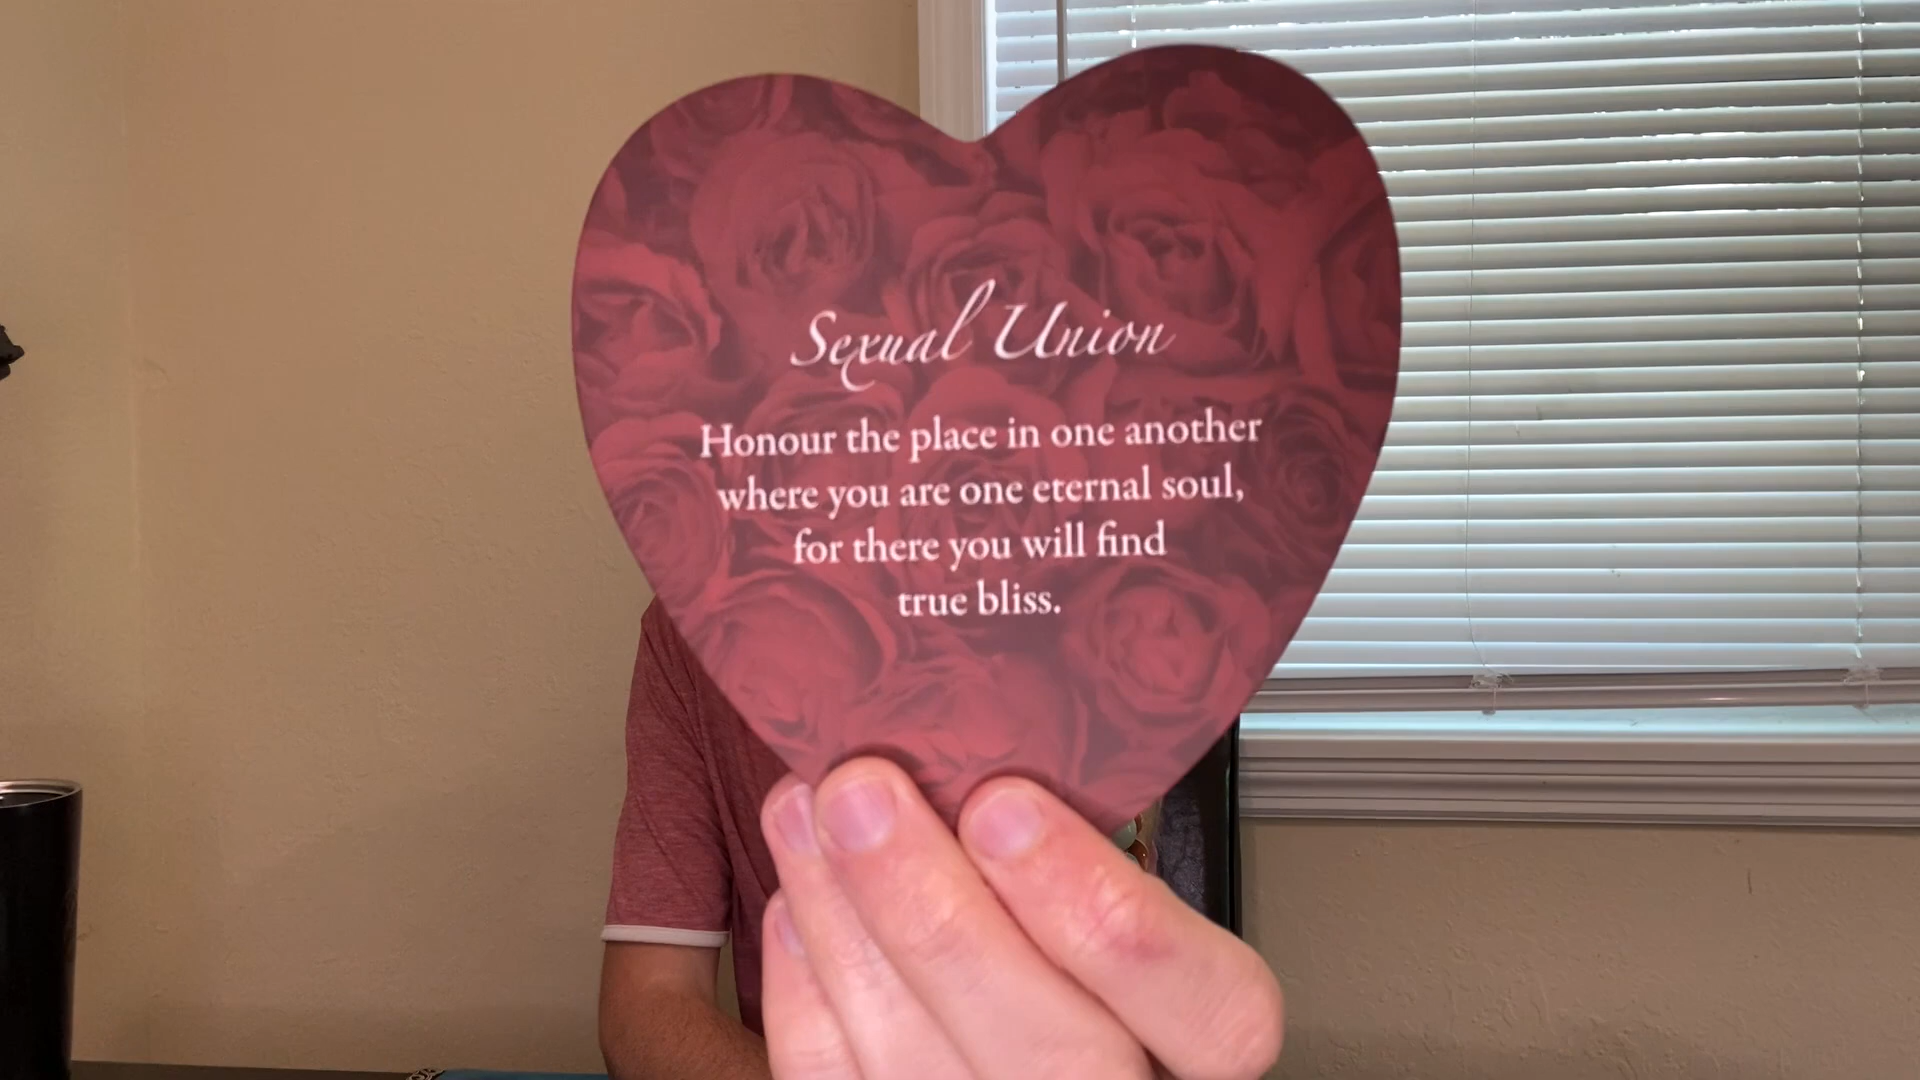 Sexual Union
Honour the place in one another
where you are one eternal soul,
for there you will find
true bliss.